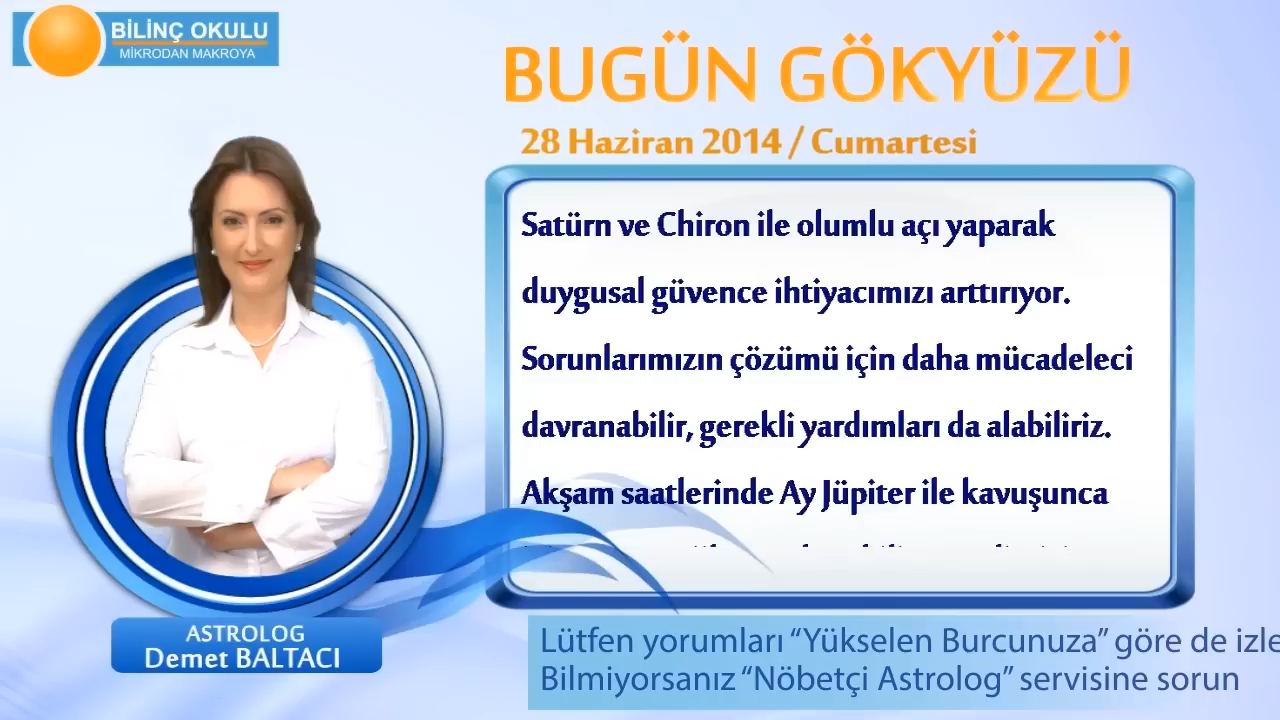 BİLİNÇ OKULU
MİKRODAN MAKROYA
BUGÜN GÖKYÜZÜ
28 Haziran 2014 / Cumartesi
Satürn ve Chiron ile olumlu açı yaparak
duygusal güvence ihtiyacımızı arttırıyor.
Sorunlarımızın çözümü için daha mücadeleci
davranabilir, gerekli yardımları da alabiliriz.
Akşam saatlerinde Ay Jüpiter ile kavuşunca
ASTROLOG
Demet BALTACI
Lütfen yorumları “Yükselen Burcunuza” göre de izle
Bilmiyorsanız “Nöbetçi Astrolog” servisine sorun